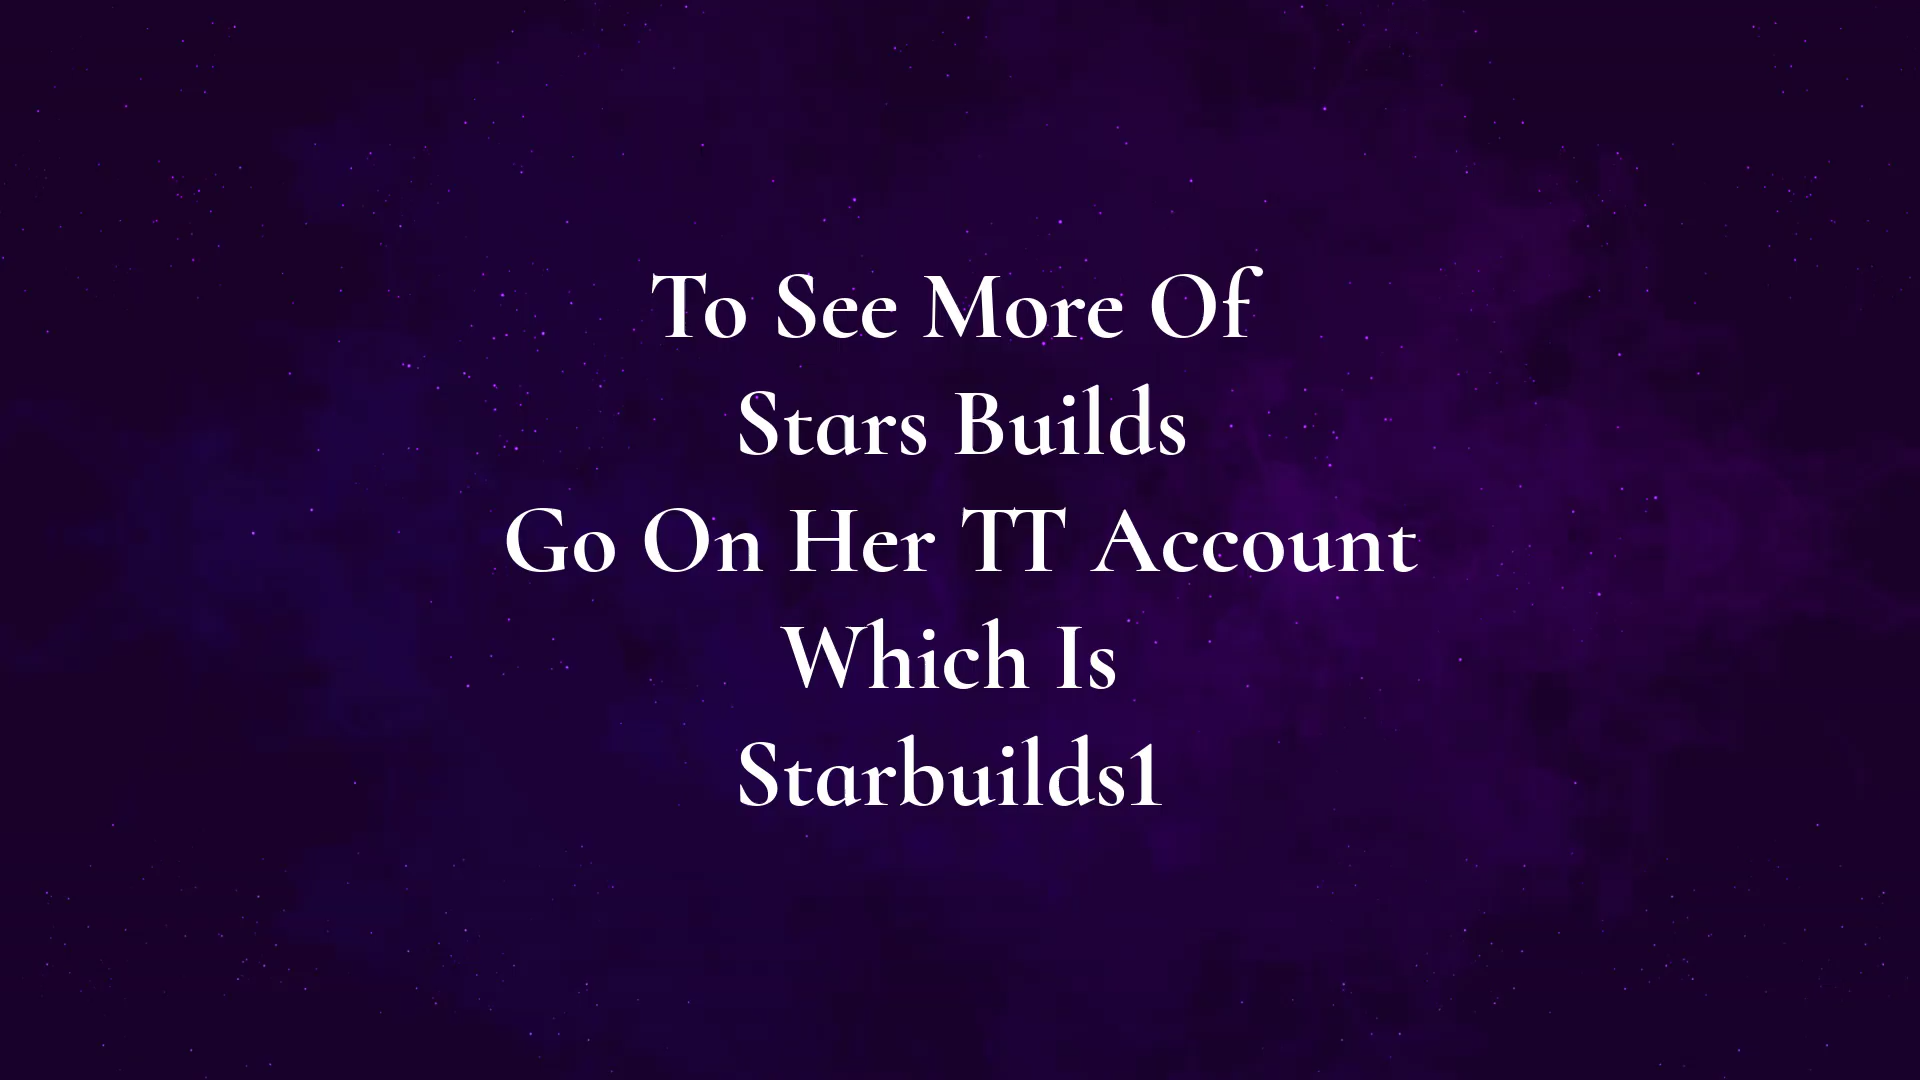 To See More Of
Stars Builds
Go On Her TT Account
Which Is
Starbuilds1